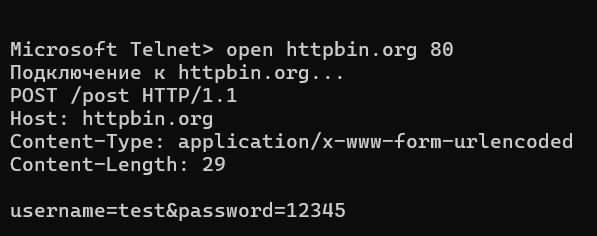 Microsoft Telnet> open httpbin.org 80
Подключение к httpbin.org...
POST /post HTTP/1.1
Host: httpbin.org
Content-Type: application/x-www-form-urlencoded
Content-Length: 29

username=test&password=12345